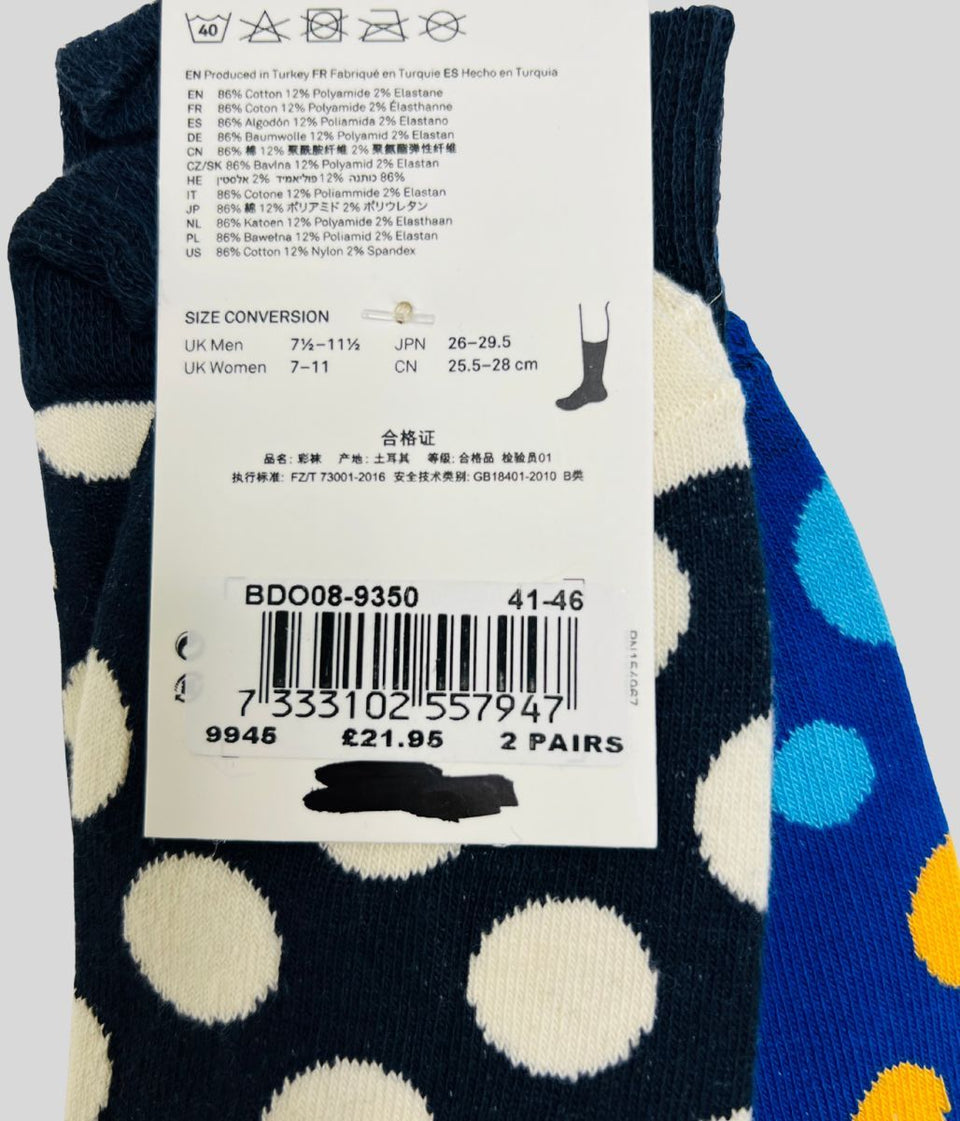 40
EN Produced in Turkey FR Fabriqué en Turquie ES Hecho en Turquia
EN 86% Cotton 12% Polyamide 2% Elastane
FR 86% Coton 12% Polyamide 2% Élasthanne
ES 86% Algodón 12% Poliamida 2% Elastano
DE 86% Baumwolle 12% Polyamid 2% Elastan
CN 86% 棉 12% 聚酰胺纤维 2% 聚氨酯弹性纤维
CZ/SK 86% Bavlna 12% Polyamid 2% Elastan
HE 86% כותנה 12% פוליאמיד 2% אלסטין
IT 86% Cotone 12% Poliammide 2% Elastan
JP 86% 綿 12% ポリアミド 2% ポリウレタン
NL 86% Katoen 12% Polyamide 2% Elasthaan
PL 86% Bawełna 12% Poliamid 2% Elastan
US 86% Cotton 12% Nylon 2% Spandex
SIZE CONVERSION
UK Men 7½–11½ JPN 26–29.5
UK Women 7–11 CN 25.5–28 cm
合格证
品名: 彩袜 产地: 土耳其 等级: 合格品 检验员01
执行标准: FZ/T 73001-2016 安全技术类别: GB18401-2010 B类
BDO08-9350 41-46
7 333102 557947
9945 £21.95 2 PAIRS